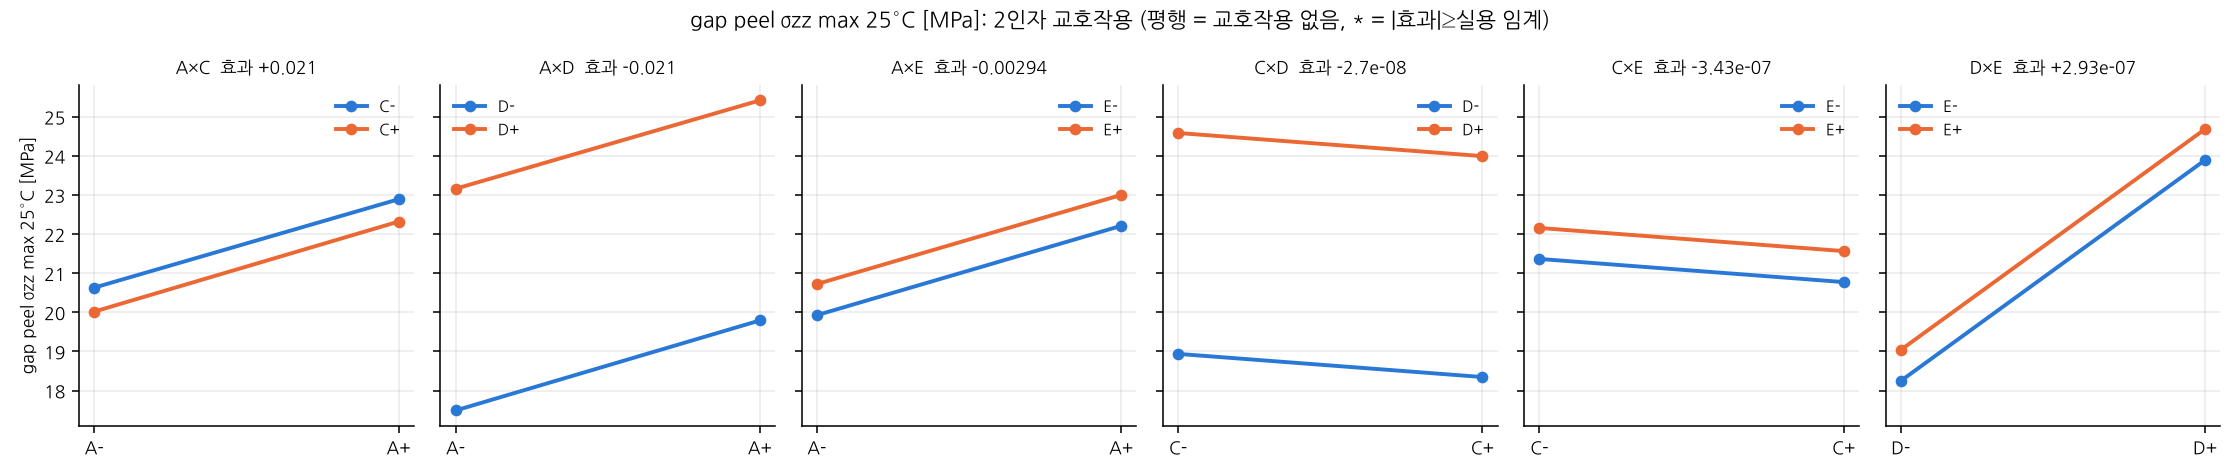 gap peel σzz max 25°C [MPa]: 2인자 교호작용 (평행 = 교호작용 없음, * = |효과|≥실용 임계)
A×C 효과 +0.021
A×D 효과 -0.021
A×E 효과 -0.00294
C×D 효과 -2.7e-08
C×E 효과 -3.43e-07
D×E 효과 +2.93e-07
gap peel σzz max 25°C [MPa]
25
24
23
22
21
20
19
18
C-
C+
D-
D+
E-
E+
D-
D+
E-
E+
E-
E+
A-
A+
A-
A+
A-
A+
C-
C+
C-
C+
D-
D+